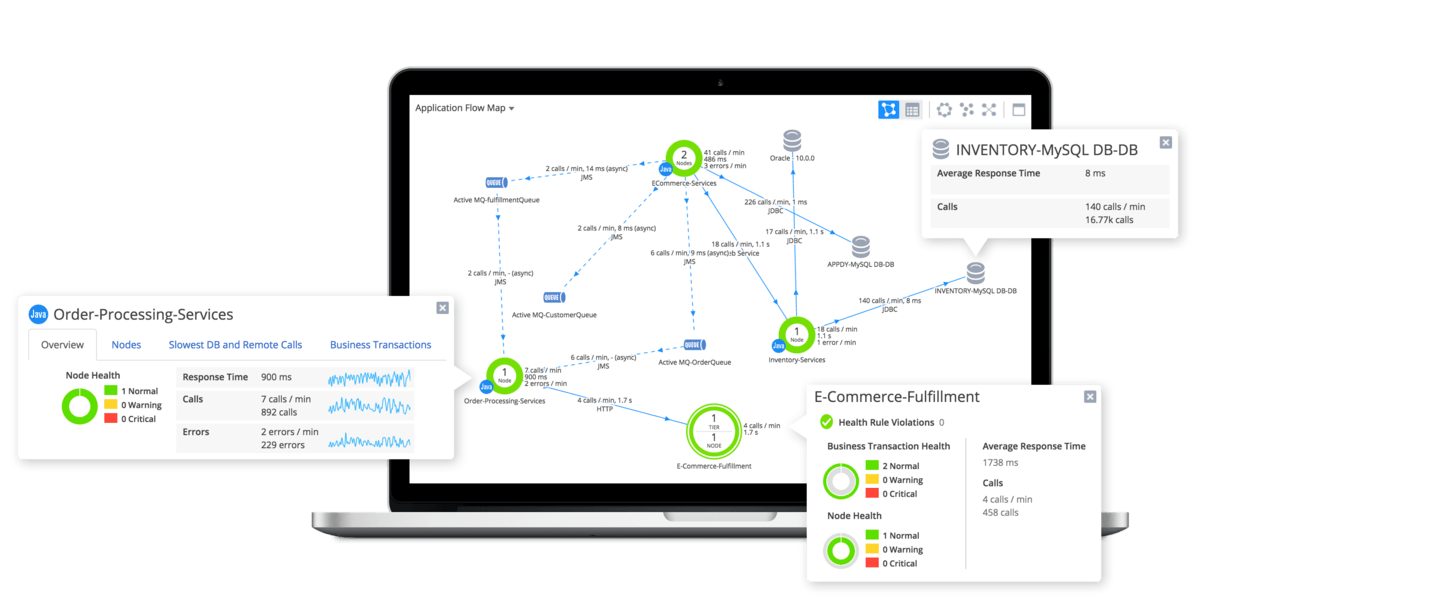 Application Flow Map
2 Nodes
Java
41 calls / min
486 ms
3 errors / min
ECommerce-Services
Oracle - 10.0.0
2 calls / min, 14 ms (async)
JMS
QUEUE
Active MQ-fulfillmentQueue
226 calls / min, 1 ms
JDBC
2 calls / min, 8 ms (async)
JMS
17 calls / min, 1.1 s
JDBC
18 calls / min, 1.1 s
6 calls / min, 9 ms (async)
JMS
b Service
APPDY-MySQL DB-DB
INVENTORY-MySQL DB-DB
2 calls / min, - (async)
JMS
QUEUE
Active MQ-CustomerQueue
140 calls / min, 8 ms
JDBC
1 Node
Java
18 calls / min
1.1 s
1 error / min
Inventory-Services
QUEUE
Active MQ-OrderQueue
6 calls / min, - (async)
JMS
1 Node
Java
7 calls / min
900 ms
2 errors / min
Order-Processing-Services
4 calls / min, 1.7 s
HTTP
1
TIER
1
NODE
4 calls / min
1.7 s
E-Commerce-Fulfillment
INVENTORY-MySQL DB-DB
Average Response Time 8 ms
Calls 140 calls / min
16.77k calls
Java Order-Processing-Services
Overview Nodes Slowest DB and Remote Calls Business Transactions
Node Health
1 Normal
0 Warning
0 Critical
Response Time 900 ms
Calls 7 calls / min
892 calls
Errors 2 errors / min
229 errors
E-Commerce-Fulfillment
Health Rule Violations 0
Business Transaction Health
2 Normal
0 Warning
0 Critical
Node Health
1 Normal
0 Warning
0 Critical
Average Response Time
1738 ms
Calls
4 calls / min
458 calls